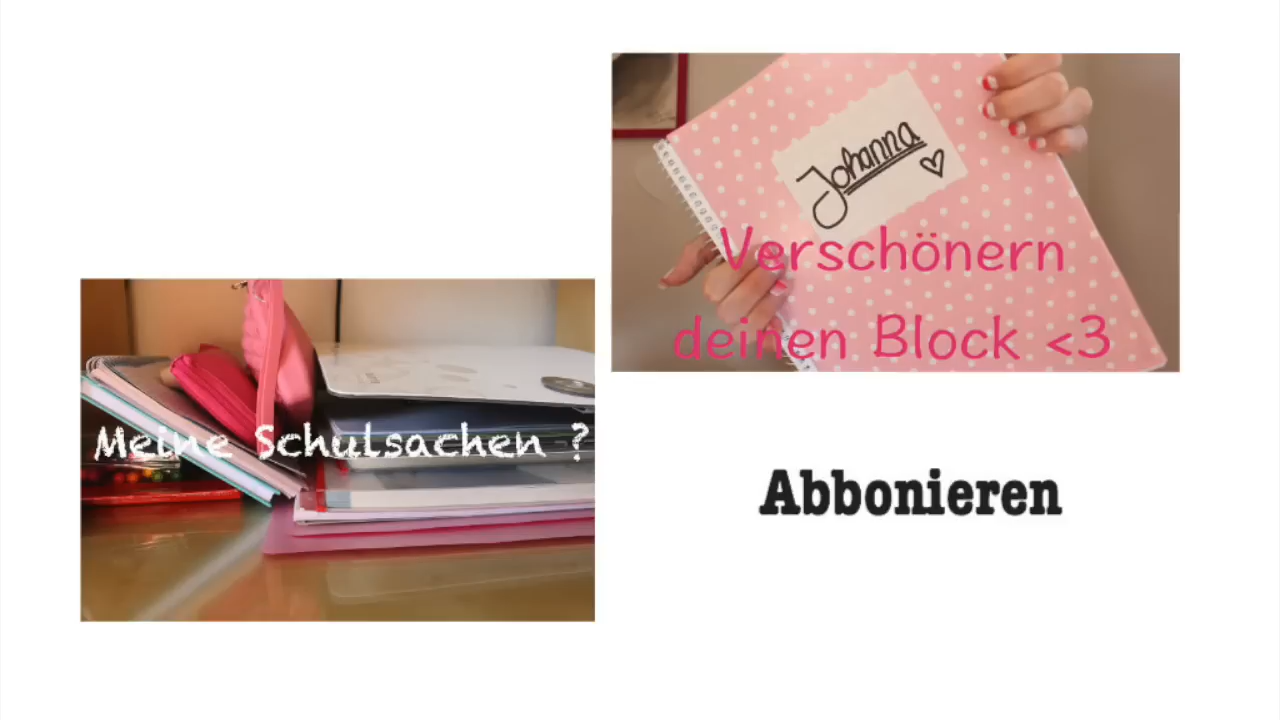 Johanna
Verschönern
deinen Block <3
Meine Schulsachen ?
Abbonieren